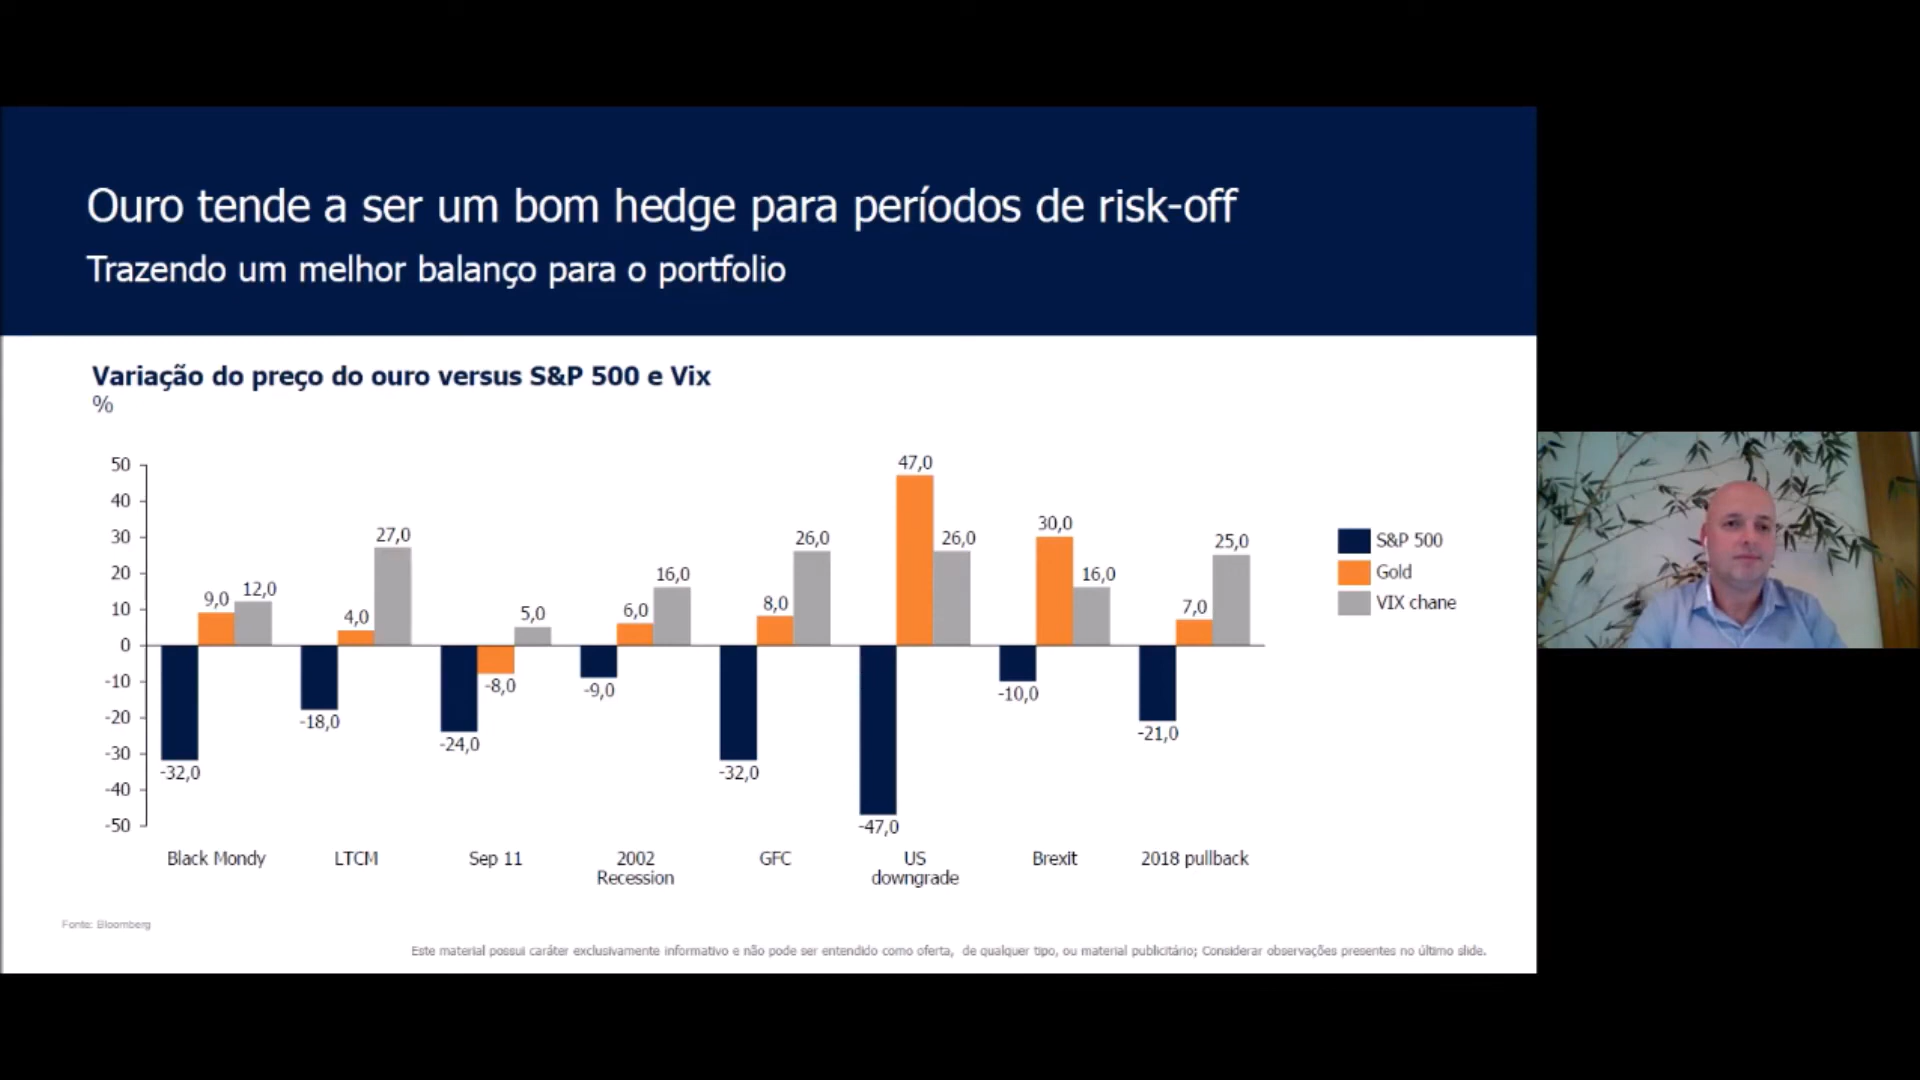 Ouro tende a ser um bom hedge para períodos de risk-off
Trazendo um melhor balanço para o portfolio
Variação do preço do ouro versus S&P 500 e Vix
%
50
40
30
20
10
0
-10
-20
-30
-40
-50
-32,0
9,0
12,0
-18,0
4,0
27,0
-24,0
-8,0
5,0
-9,0
6,0
16,0
-32,0
8,0
26,0
-47,0
47,0
26,0
-10,0
30,0
16,0
-21,0
7,0
25,0
Black Mondy
LTCM
Sep 11
2002
Recession
GFC
US
downgrade
Brexit
2018 pullback
S&P 500
Gold
VIX chane
Fonte: Bloomberg
Este material possui caráter exclusivamente informativo e não pode ser entendido como oferta, de qualquer tipo, ou material publicitário; Considerar observações presentes no último slide.